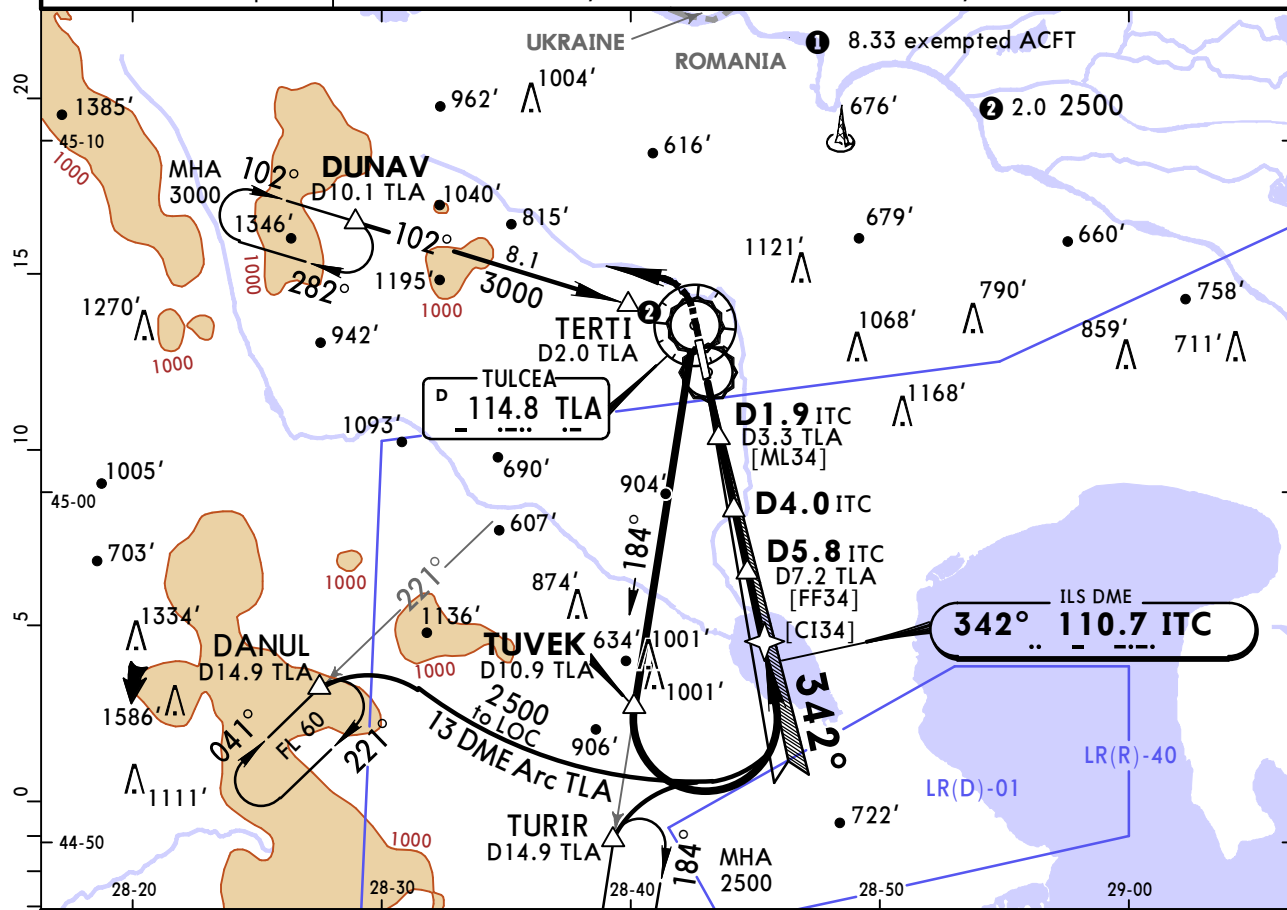 UKRAINE
ROMANIA
❶ 8.33 exempted ACFT
❷ 2.0 2500
20
1385'
45-10
1000
962'
1004'
676'
616'
MHA
3000
102°
DUNAV
D10.1 TLA
1040'
1346'
815'
102°
8.1
3000
1195'
1000
282°
1000
679'
660'
1121'
15
1270'
942'
1000
TERTI
D2.0 TLA
❷
790'
758'
1068'
859'
711'
1168'
TULCEA
D
114.8 TLA
D1.9 ITC
D3.3 TLA
[ML34]
10
1093'
690'
1005'
45-00
904'
D4.0 ITC
607'
703'
184°
D5.8 ITC
D7.2 TLA
[FF34]
[CI34]
221°
1000
874'
ILS DME
342° 110.7 ITC
5
1334'
1136'
1000
DANUL
D14.9 TLA
TUVEK
D10.9 TLA
634'
1001'
1001'
1586'
041°
FL 60
221°
2500
to LOC
13 DME Arc TLA
906'
342°
LR(R)-40
LR(D)-01
0
1111'
722'
TURIR
D14.9 TLA
184°
MHA
2500
44-50
1000
28-20
28-30
28-40
28-50
29-00